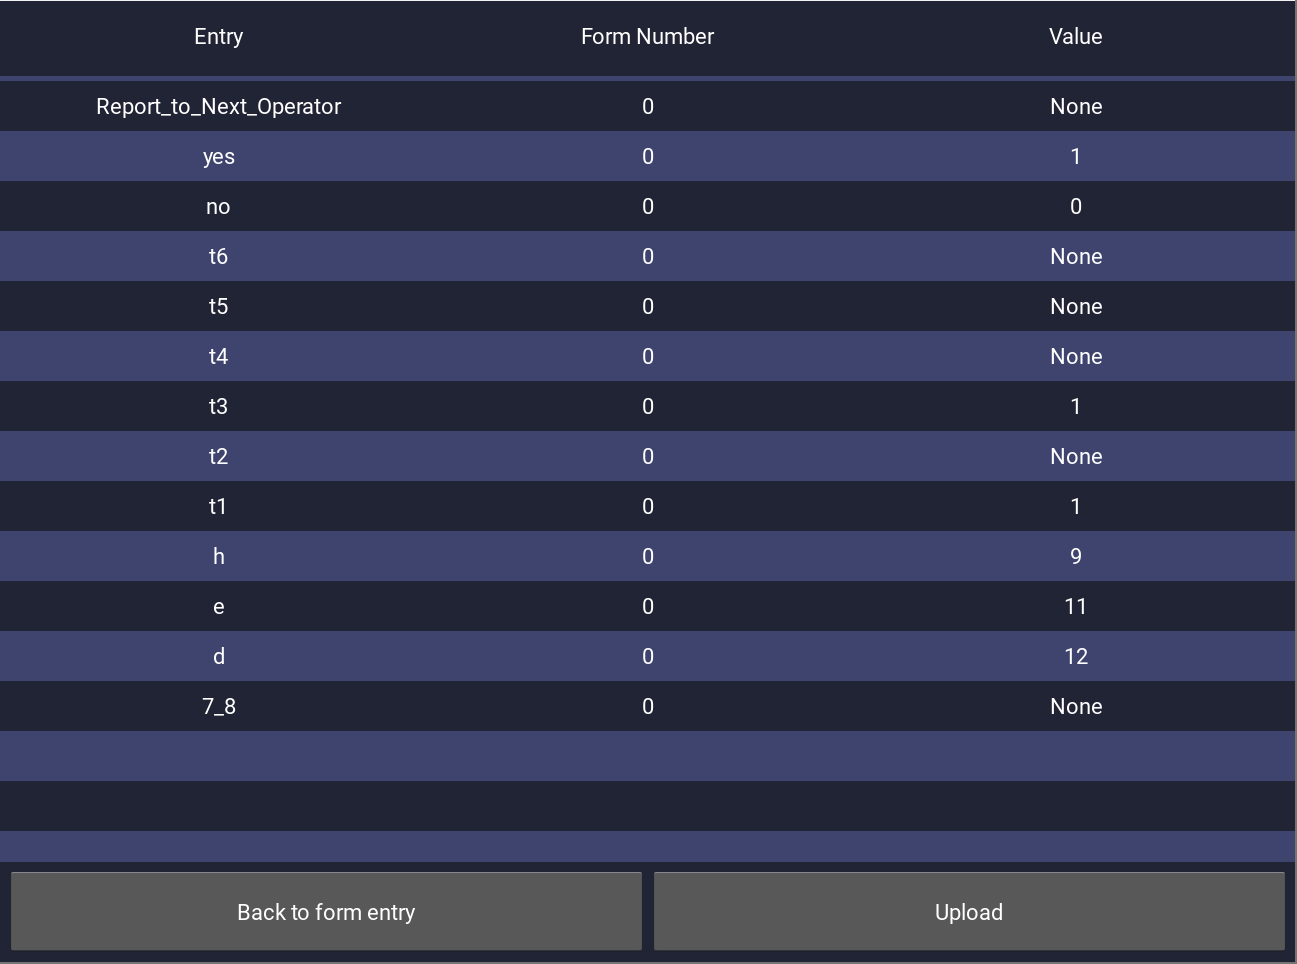 Entry Form Number Value
Report_to_Next_Operator 0 None
yes 0 1
no 0 0
t6 0 None
t5 0 None
t4 0 None
t3 0 1
t2 0 None
t1 0 1
h 0 9
e 0 11
d 0 12
7_8 0 None
Back to form entry Upload